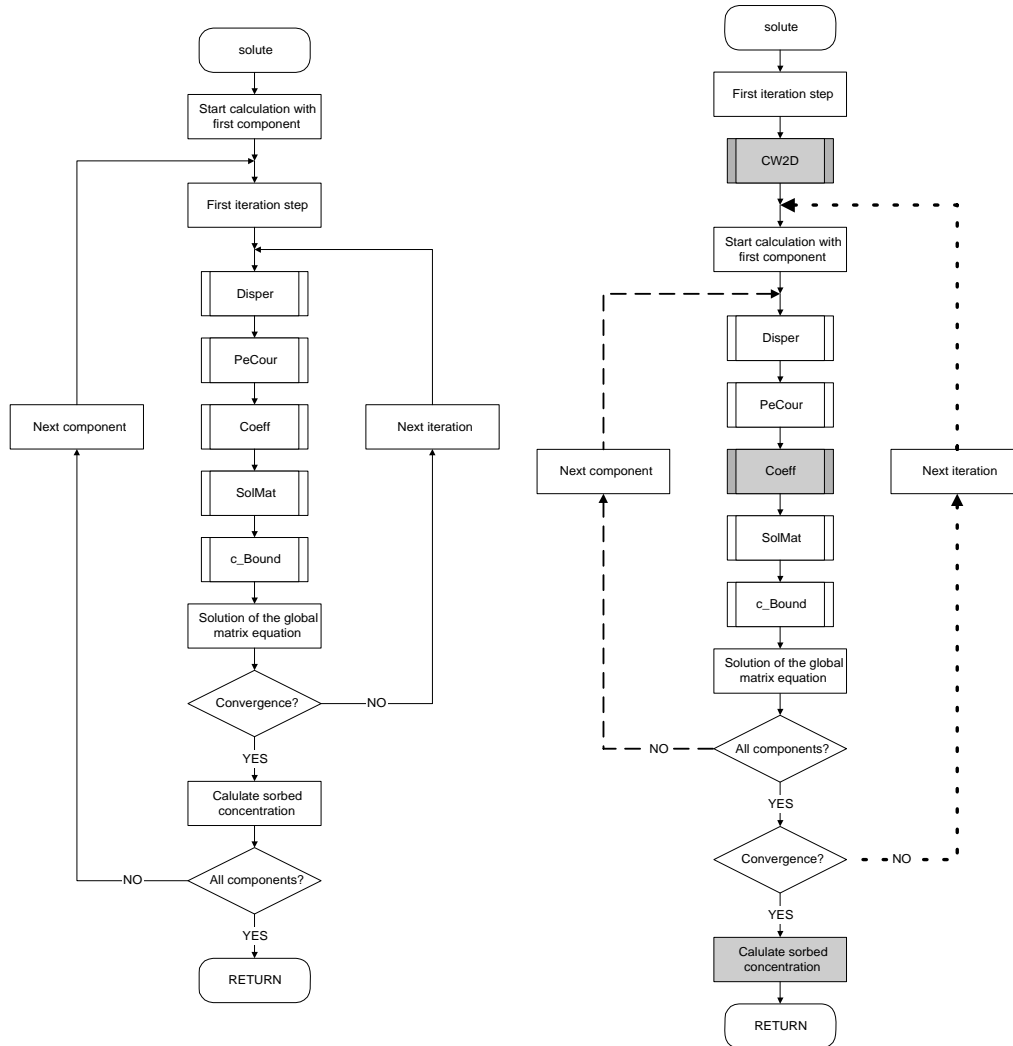 solute
Start calculation with
first component
First iteration step
Disper
PeCour
Coeff
SolMat
c_Bound
Next component
Next iteration
Solution of the global
matrix equation
Convergence?
NO
YES
Calulate sorbed
concentration
All components?
NO
YES
RETURN
solute
First iteration step
CW2D
Start calculation with
first component
Disper
PeCour
Coeff
SolMat
c_Bound
Next component
Next iteration
Solution of the global
matrix equation
All components?
NO
YES
Convergence?
NO
YES
Calulate sorbed
concentration
RETURN